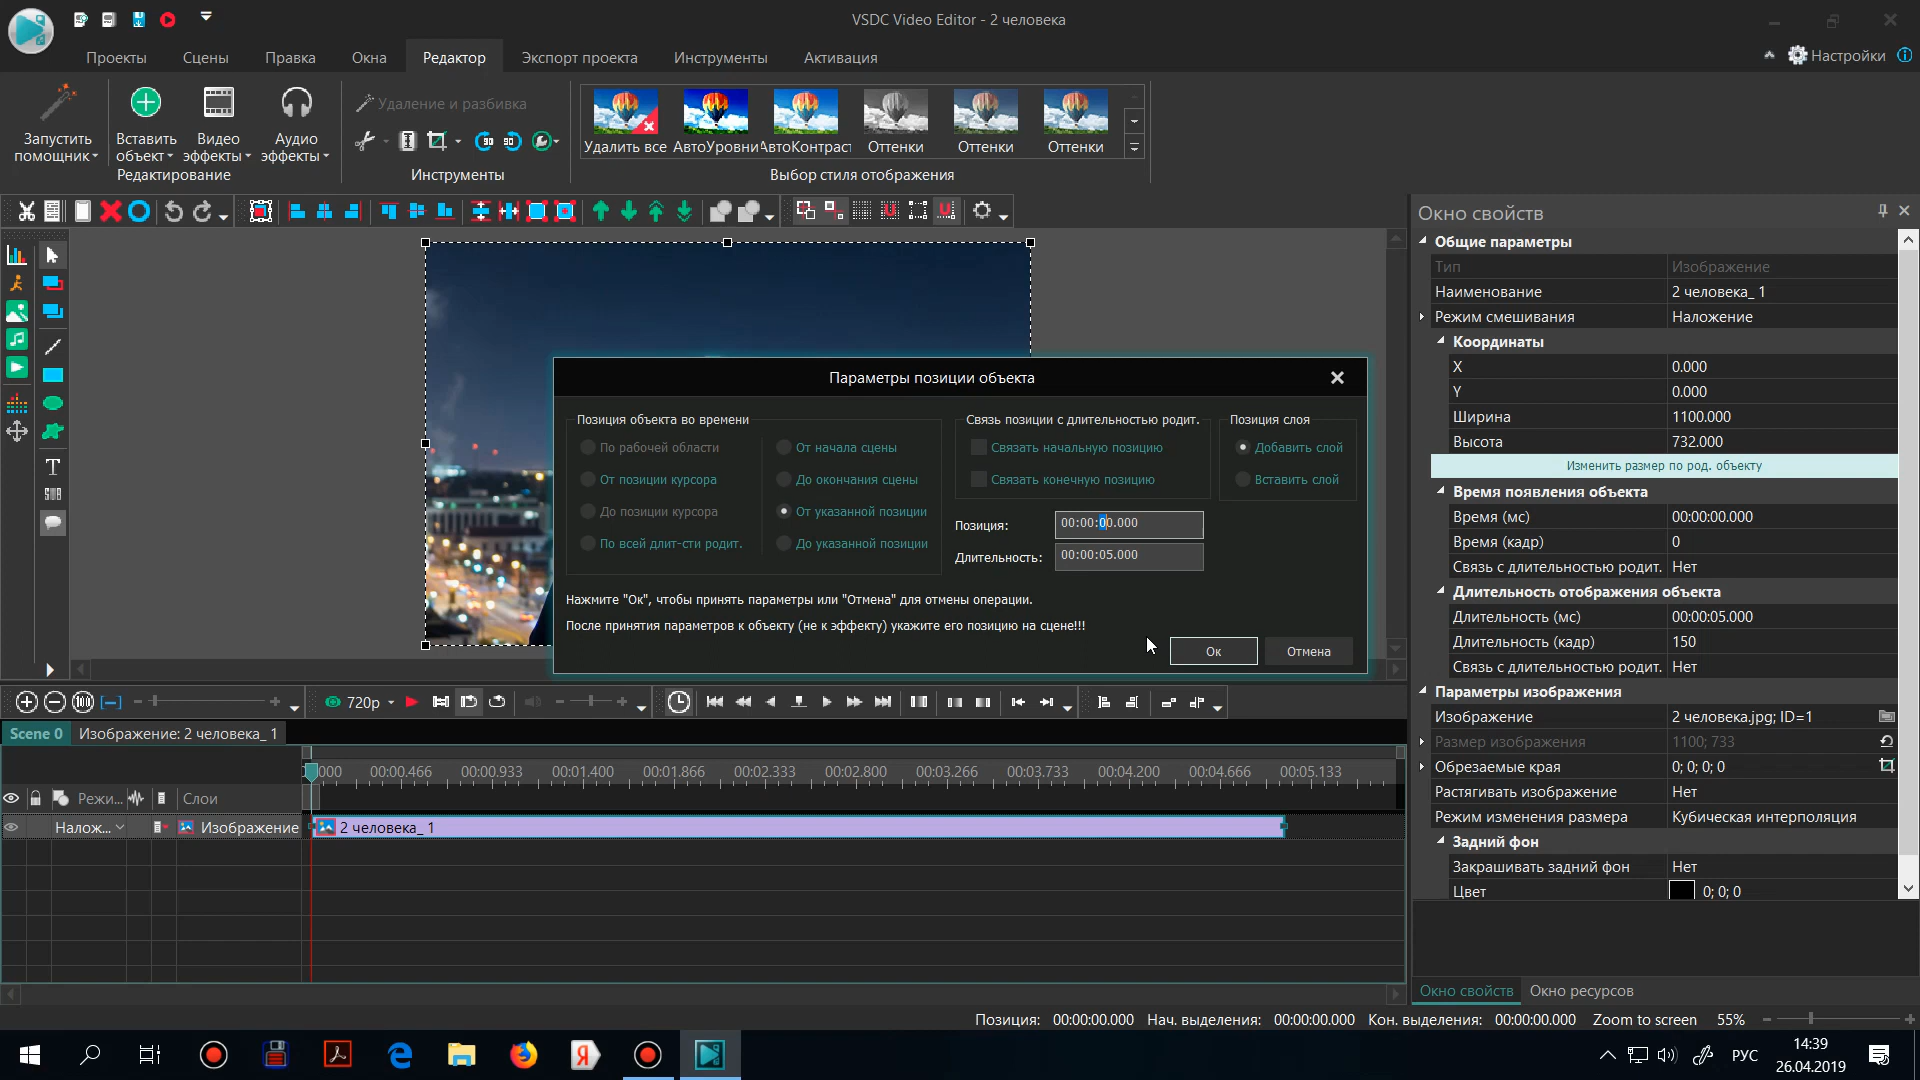 VSDC Video Editor - 2 человека
Проекты
Сцены
Правка
Окна
Редактор
Экспорт проекта
Инструменты
Активация
Настройки
Запустить помощник
Вставить объект
Видео эффекты
Аудио эффекты
Редактирование
Удаление и разбивка
Инструменты
Удалить все
АвтоУровни
АвтоКонтраст
Оттенки
Оттенки
Оттенки
Выбор стиля отображения
Окно свойств
Общие параметры
Тип Изображение
Наименование 2 человека_ 1
Режим смешивания Наложение
Координаты
X 0.000
Y 0.000
Ширина 1100.000
Высота 732.000
Изменить размер по род. объекту
Время появления объекта
Время (мс) 00:00:00.000
Время (кадр) 0
Связь с длительностью родит. Нет
Длительность отображения объекта
Длительность (мс) 00:00:05.000
Длительность (кадр) 150
Связь с длительностью родит. Нет
Параметры изображения
Изображение 2 человека.jpg; ID=1
Размер изображения 1100; 733
Обрезаемые края 0; 0; 0; 0
Растягивать изображение Нет
Режим изменения размера Кубическая интерполяция
Задний фон
Закрашивать задний фон Нет
Цвет 0; 0; 0
Окно свойств
Окно ресурсов
Параметры позиции объекта
Позиция объекта во времени
По рабочей области
От позиции курсора
До позиции курсора
По всей длит-сти родит.
От начала сцены
До окончания сцены
От указанной позиции
До указанной позиции
Связь позиции с длительностью родит.
Связать начальную позицию
Связать конечную позицию
Позиция слоя
Добавить слой
Вставить слой
Позиция: 00:00:00.000
Длительность: 00:00:05.000
Нажмите "Ок", чтобы принять параметры или "Отмена" для отмены операции.
После принятия параметров к объекту (не к эффекту) укажите его позицию на сцене!!!
Ок
Отмена
720p
Scene 0
Изображение: 2 человека_ 1
000 00:00.466 00:00.933 00:01.400 00:01.866 00:02.333 00:02.800 00:03.266 00:03.733 00:04.200 00:04.666 00:05.133
Режи...
Слои
Налож...
Изображение
2 человека_ 1
Позиция: 00:00:00.000 Нач. выделения: 00:00:00.000 Кон. выделения: 00:00:00.000 Zoom to screen 55%
РУС
14:39
26.04.2019